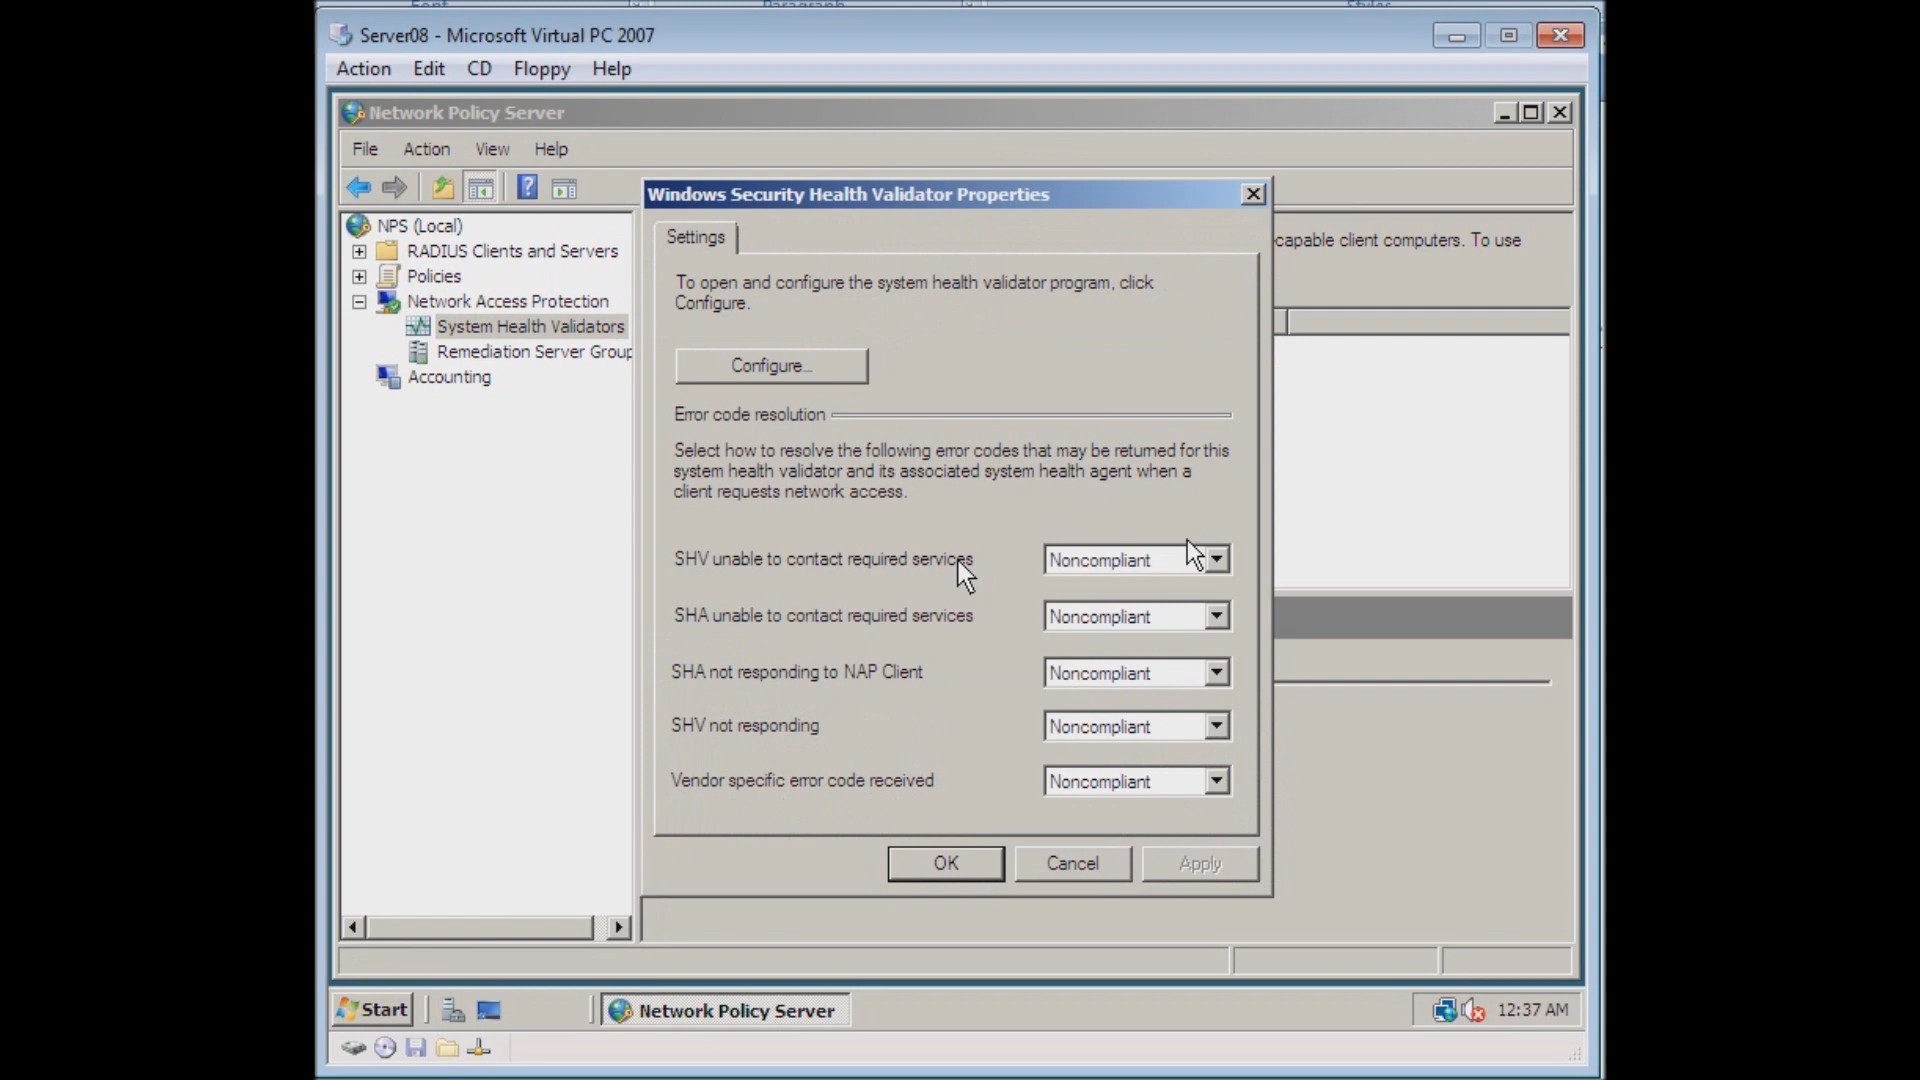 Font
Paragraph
Styles
Server08 - Microsoft Virtual PC 2007
Action Edit CD Floppy Help
Network Policy Server
File Action View Help
Windows Security Health Validator Properties
NPS (Local)
RADIUS Clients and Servers
Policies
Network Access Protection
System Health Validators
Remediation Server Group
Accounting
Settings
capable client computers. To use
To open and configure the system health validator program, click
Configure.
Configure...
Error code resolution
Select how to resolve the following error codes that may be returned for this
system health validator and its associated system health agent when a
client requests network access.
SHV unable to contact required services Noncompliant
SHA unable to contact required services Noncompliant
SHA not responding to NAP Client Noncompliant
SHV not responding Noncompliant
Vendor specific error code received Noncompliant
OK Cancel Apply
Start Network Policy Server 12:37 AM